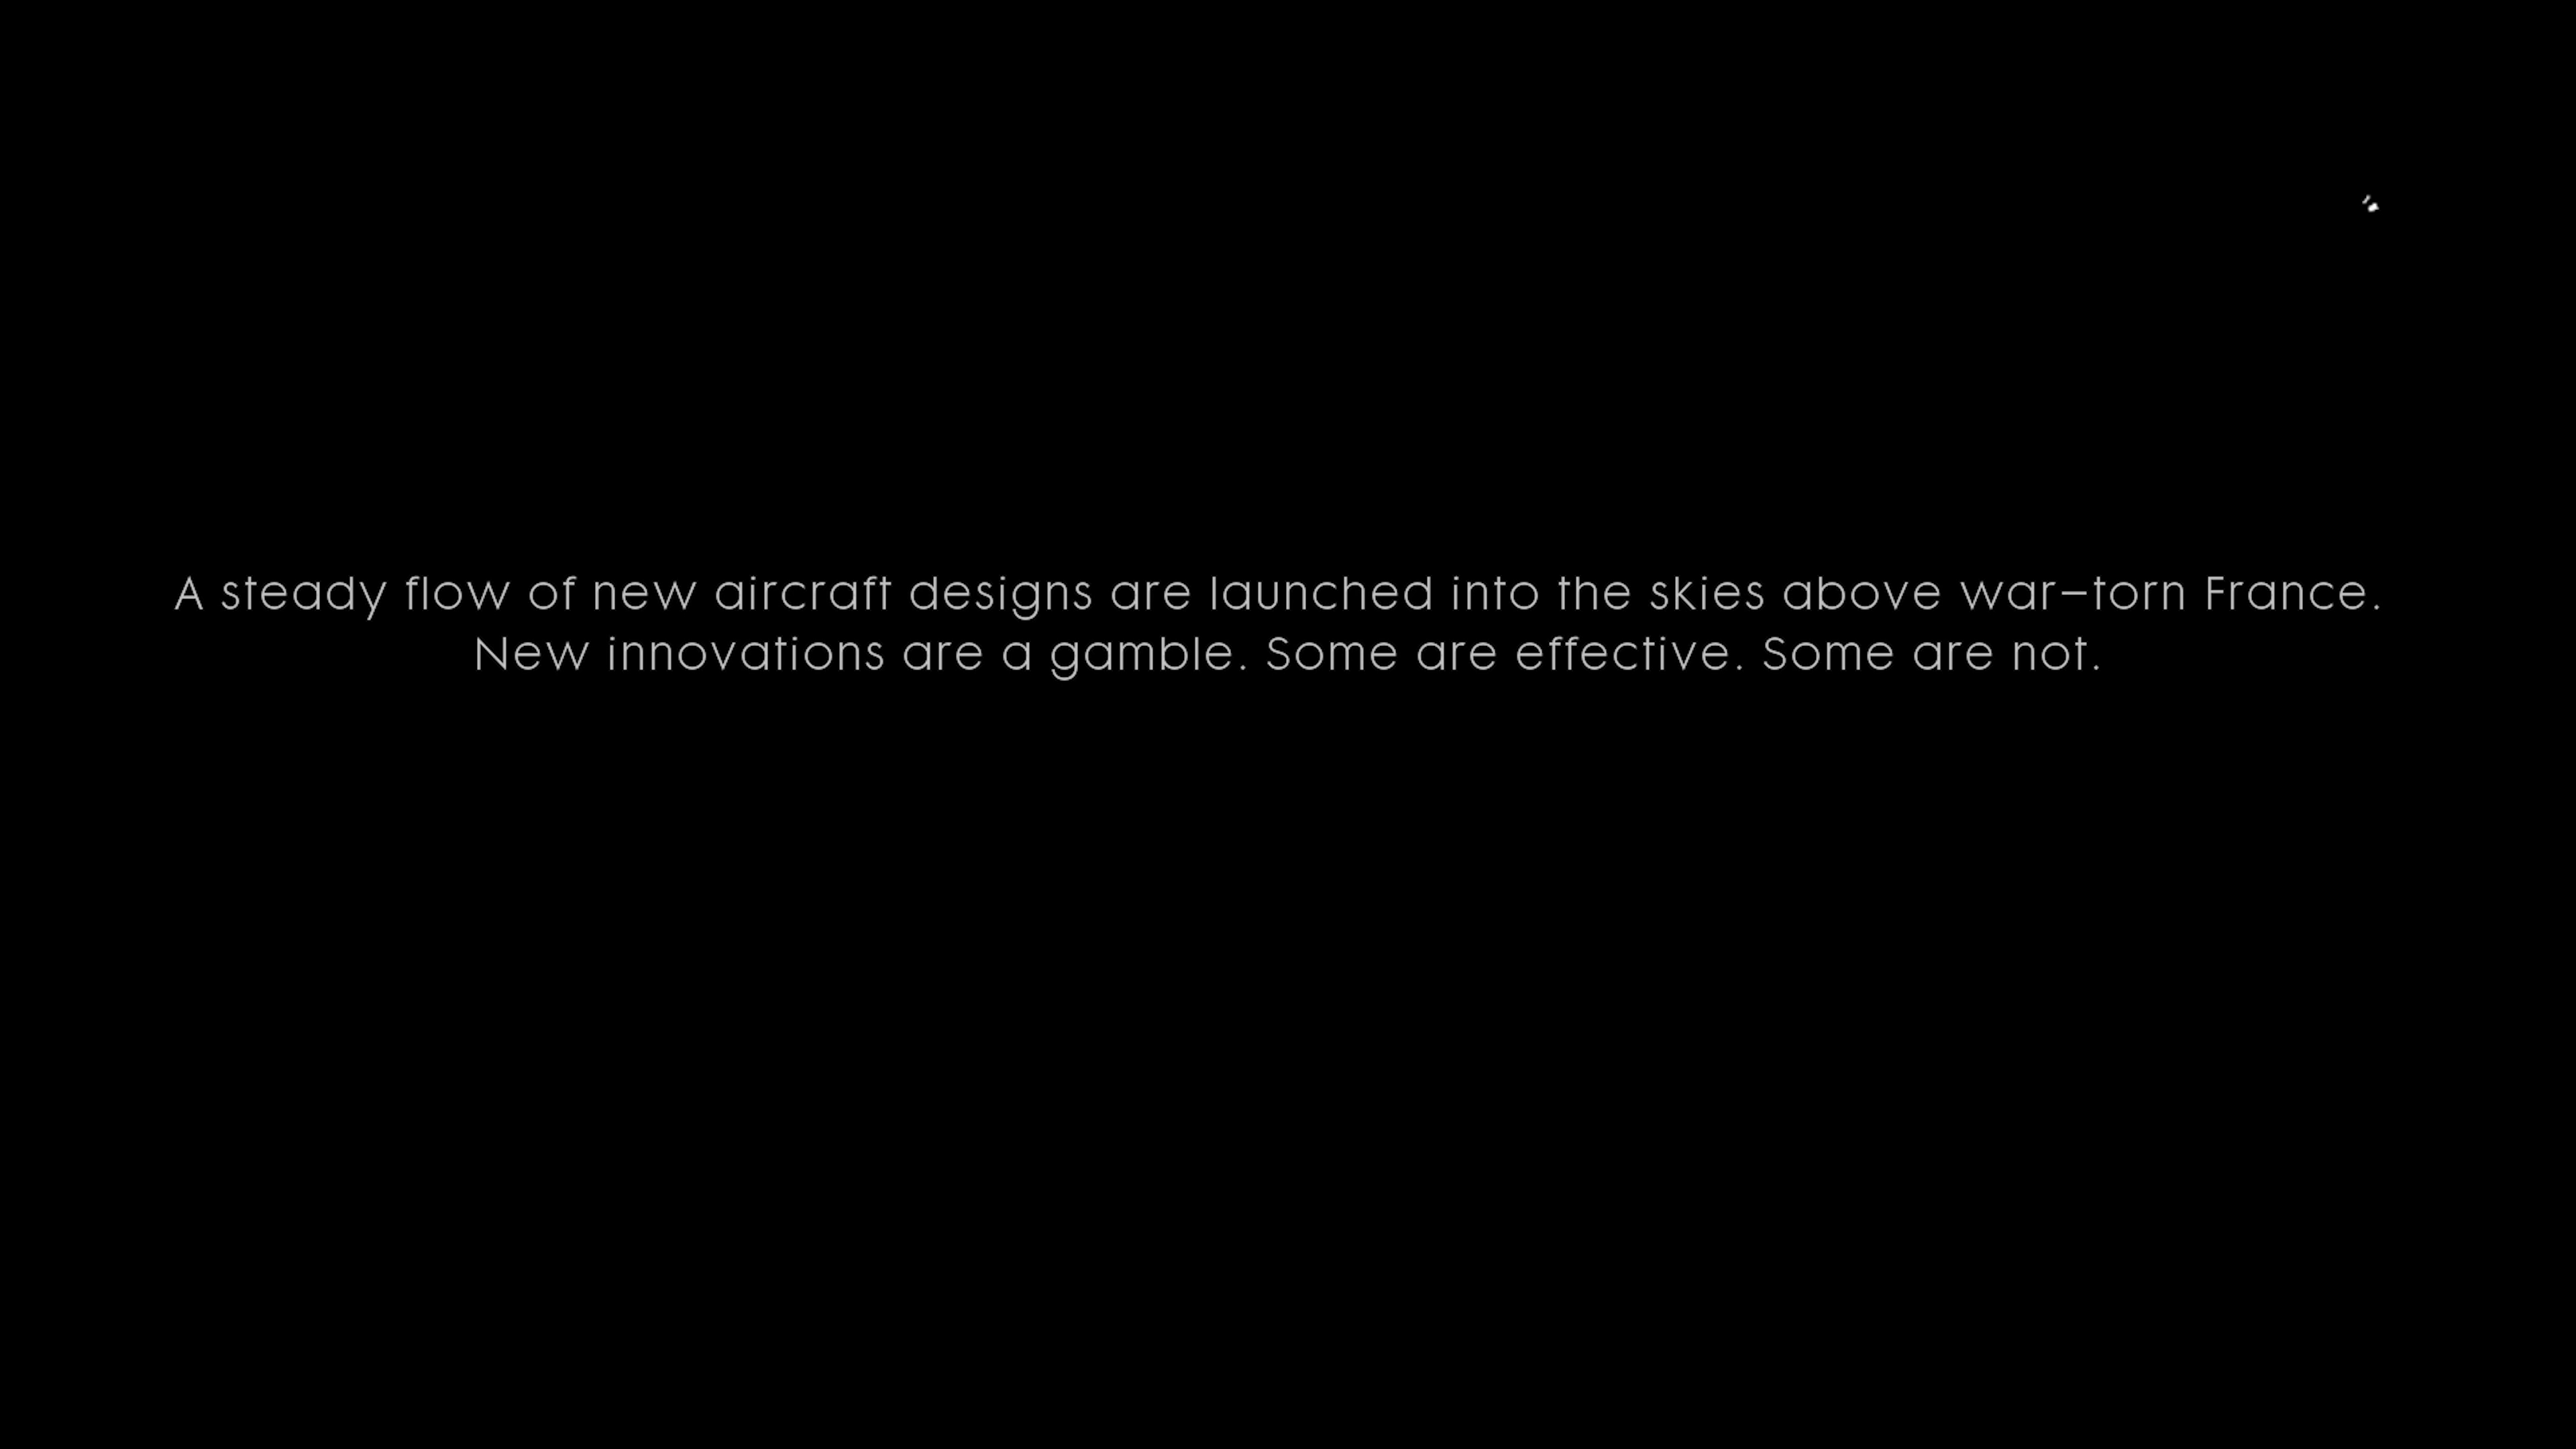 A steady flow of new aircraft designs are launched into the skies above war-torn France.
New innovations are a gamble. Some are effective. Some are not.